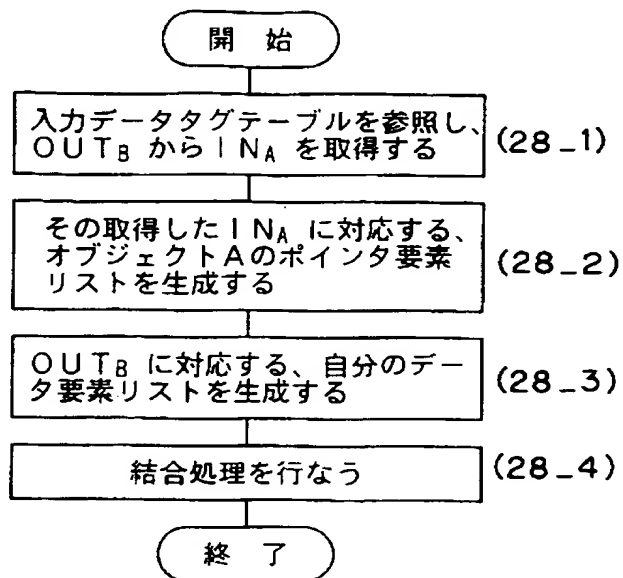 開 始
入力データタグテーブルを参照し、
OUTB から INA を取得する
(28_1)
その取得した INA に対応する、
オブジェクトAのポインタ要素
リストを生成する
(28_2)
OUTB に対応する、自分のデー
タ要素リストを生成する
(28_3)
結合処理を行なう
(28_4)
終 了